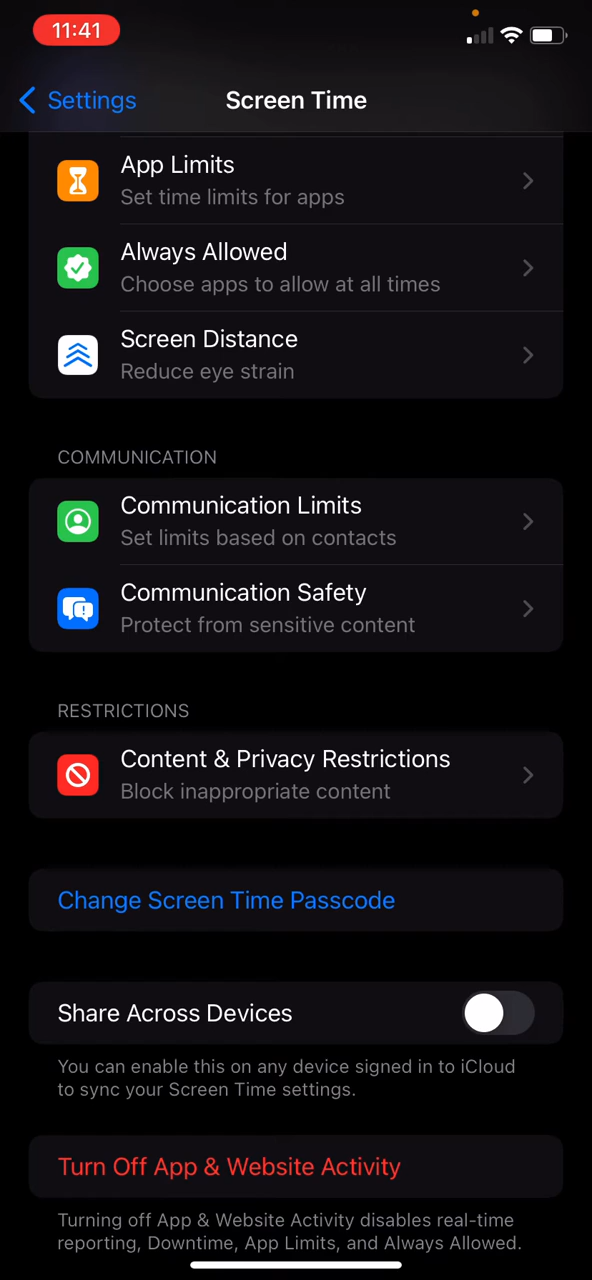 11:41
Settings
Screen Time
App Limits
Set time limits for apps
Always Allowed
Choose apps to allow at all times
Screen Distance
Reduce eye strain
COMMUNICATION
Communication Limits
Set limits based on contacts
Communication Safety
Protect from sensitive content
RESTRICTIONS
Content & Privacy Restrictions
Block inappropriate content
Change Screen Time Passcode
Share Across Devices
You can enable this on any device signed in to iCloud
to sync your Screen Time settings.
Turn Off App & Website Activity
Turning off App & Website Activity disables real-time
reporting, Downtime, App Limits, and Always Allowed.